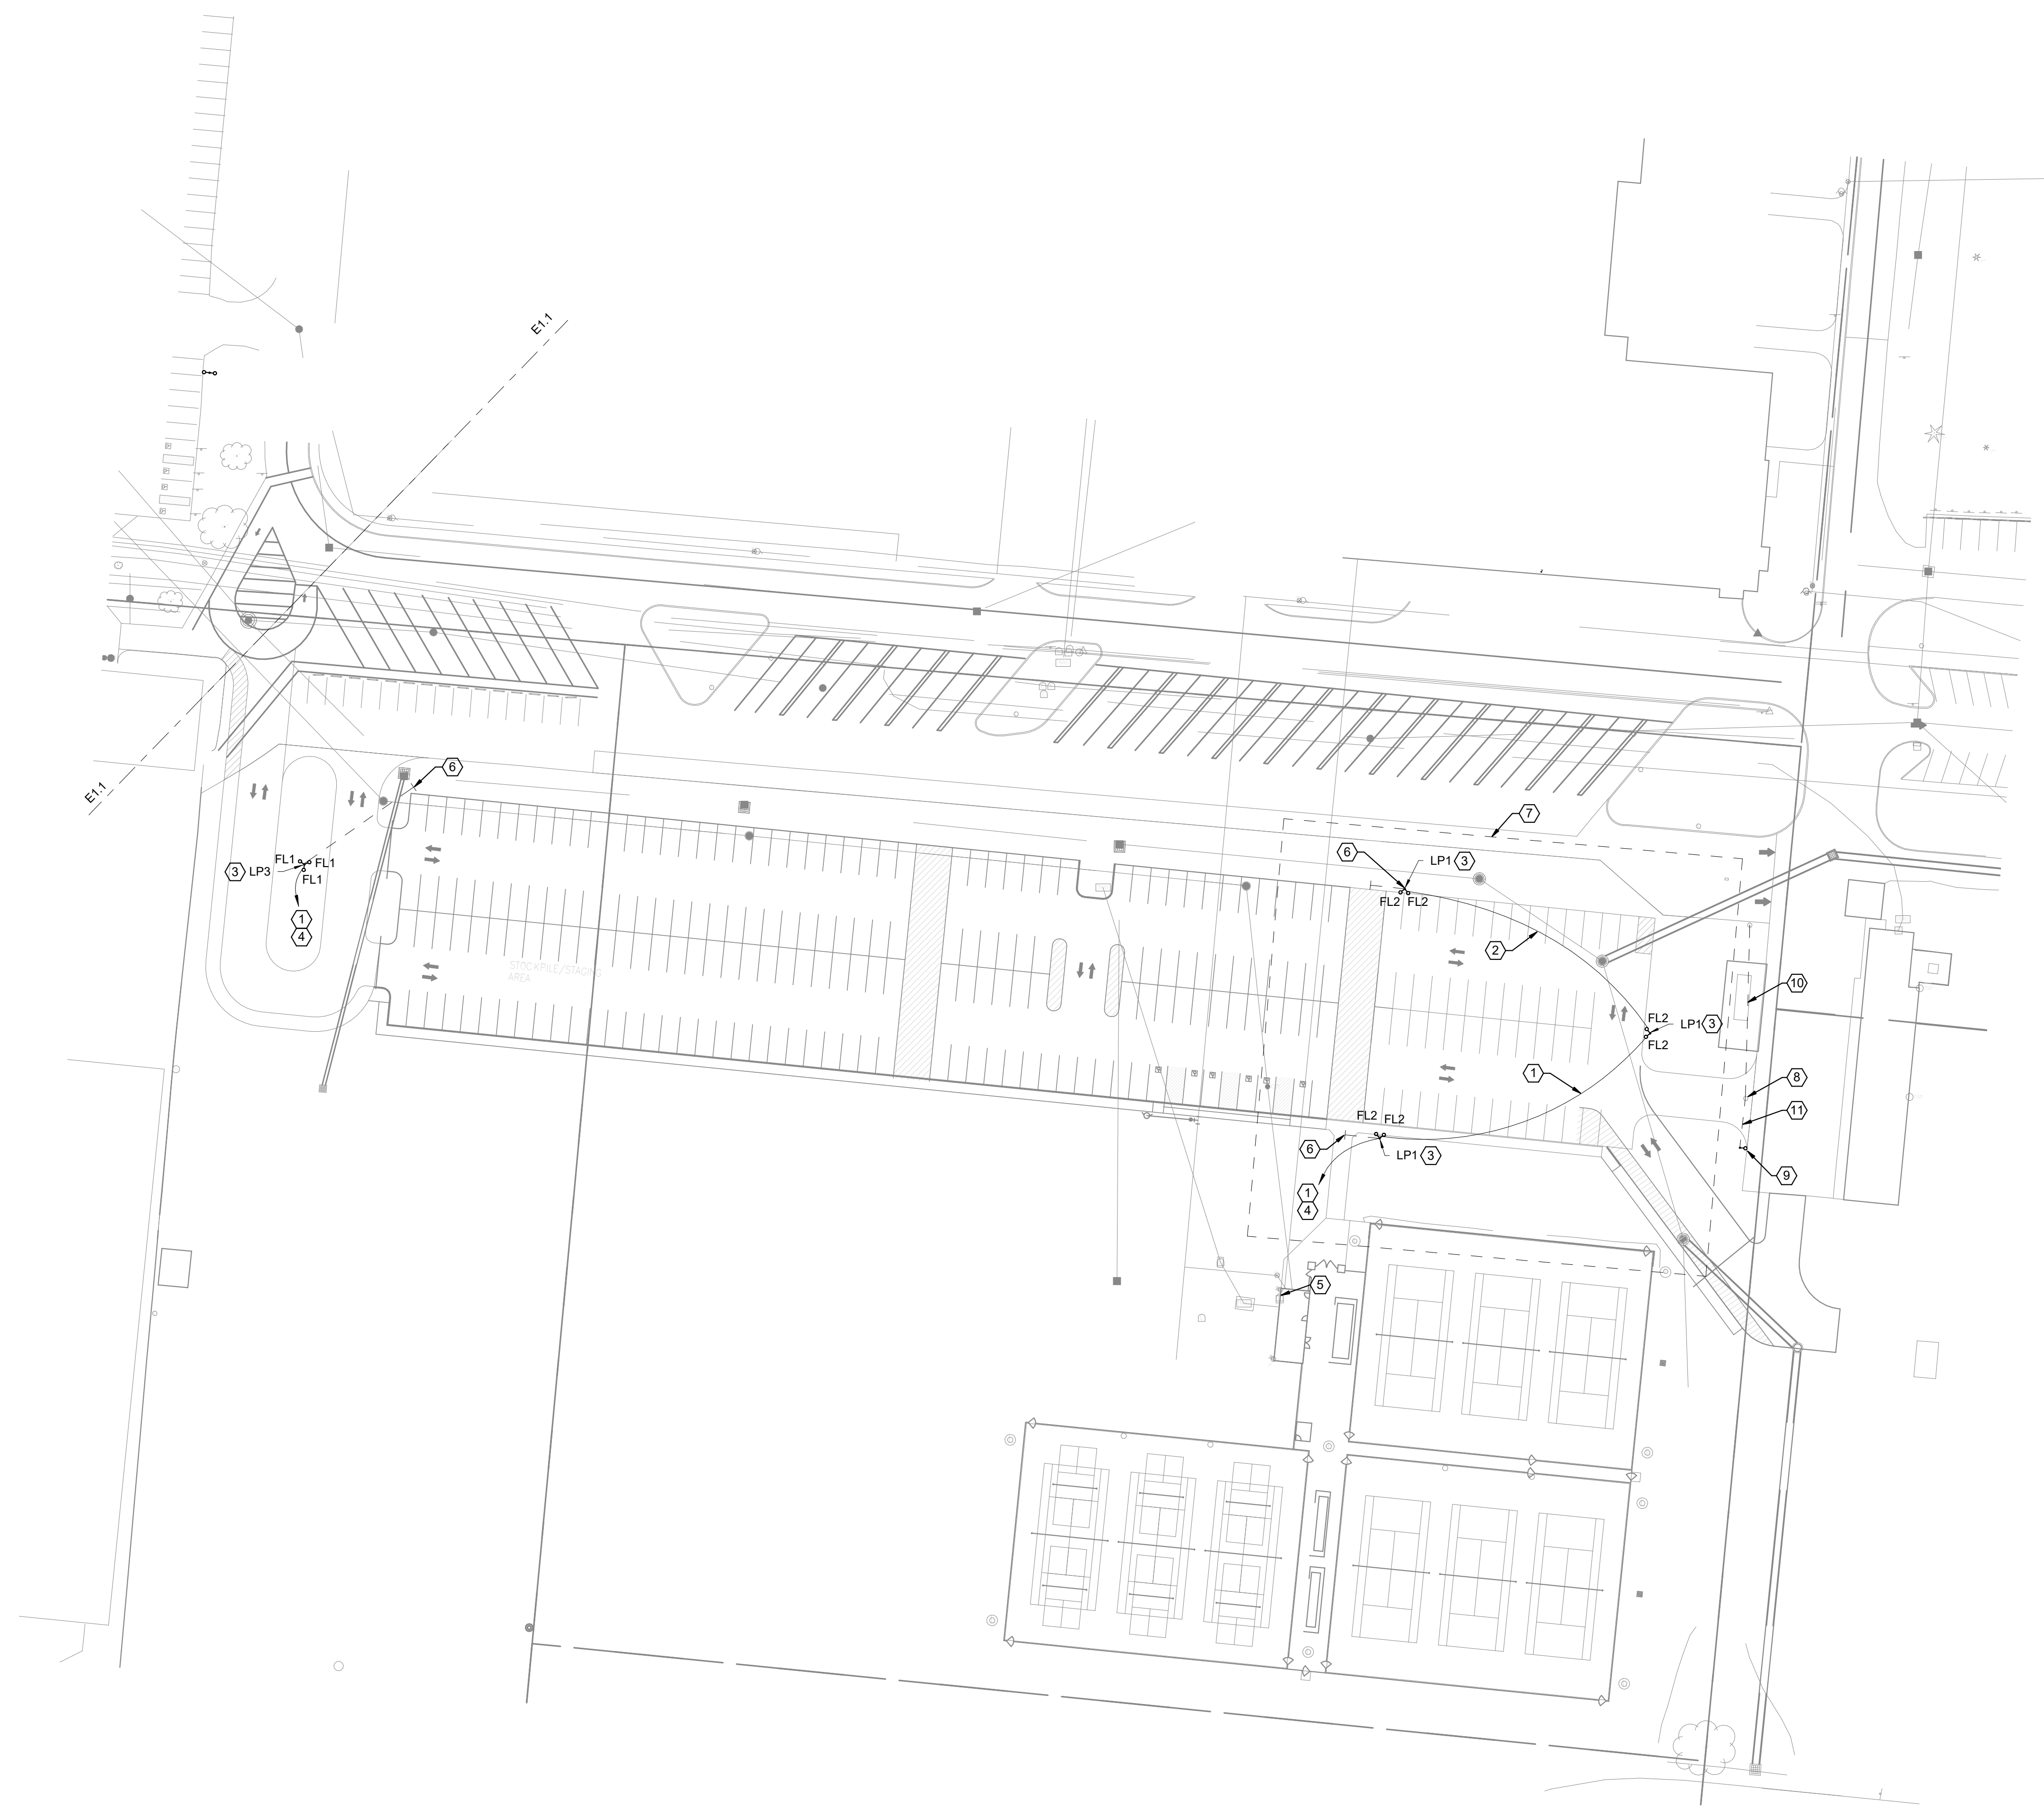 E1.1
E1.1
6
7
6
LP1 3
FL2 FL2
FL1 FL1
3 LP3
FL1
1
4
2
STOCKPILE/STAGING
AREA
10
FL2
LP1 3
FL2
1
8
11
FL2 FL2
6
LP1 3
9
1
4
5